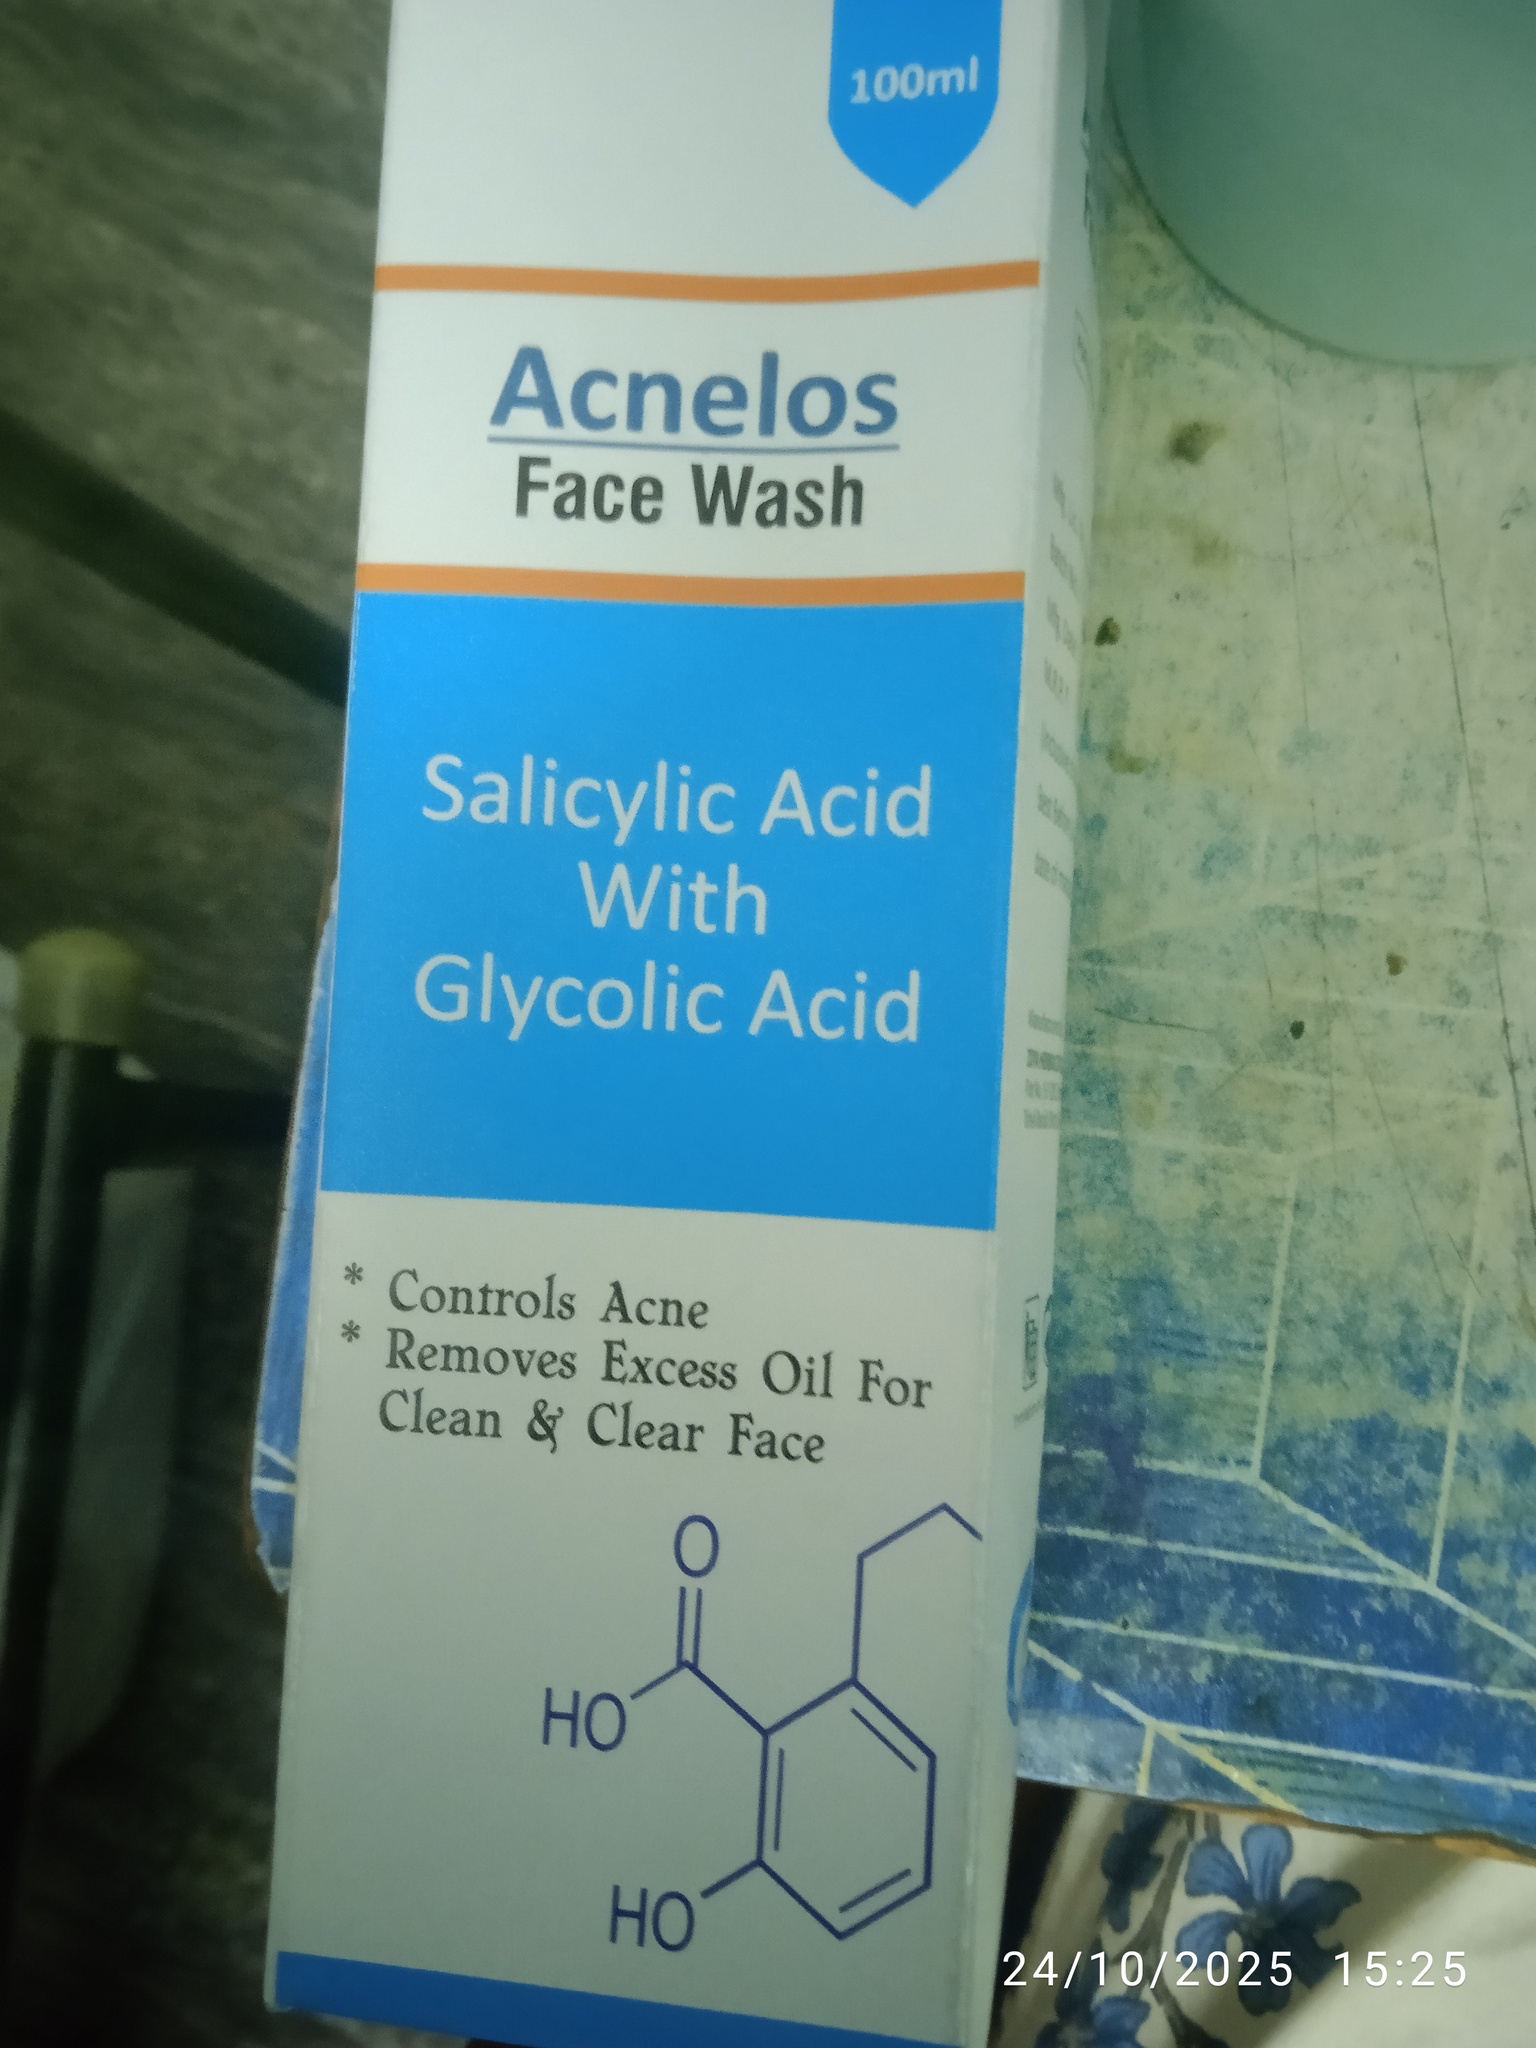 100ml
Acnelos
Face Wash
Salicylic Acid
With
Glycolic Acid
* Controls Acne
* Removes Excess Oil For
Clean & Clear Face
O
HO
HO
24/10/2025 15:25